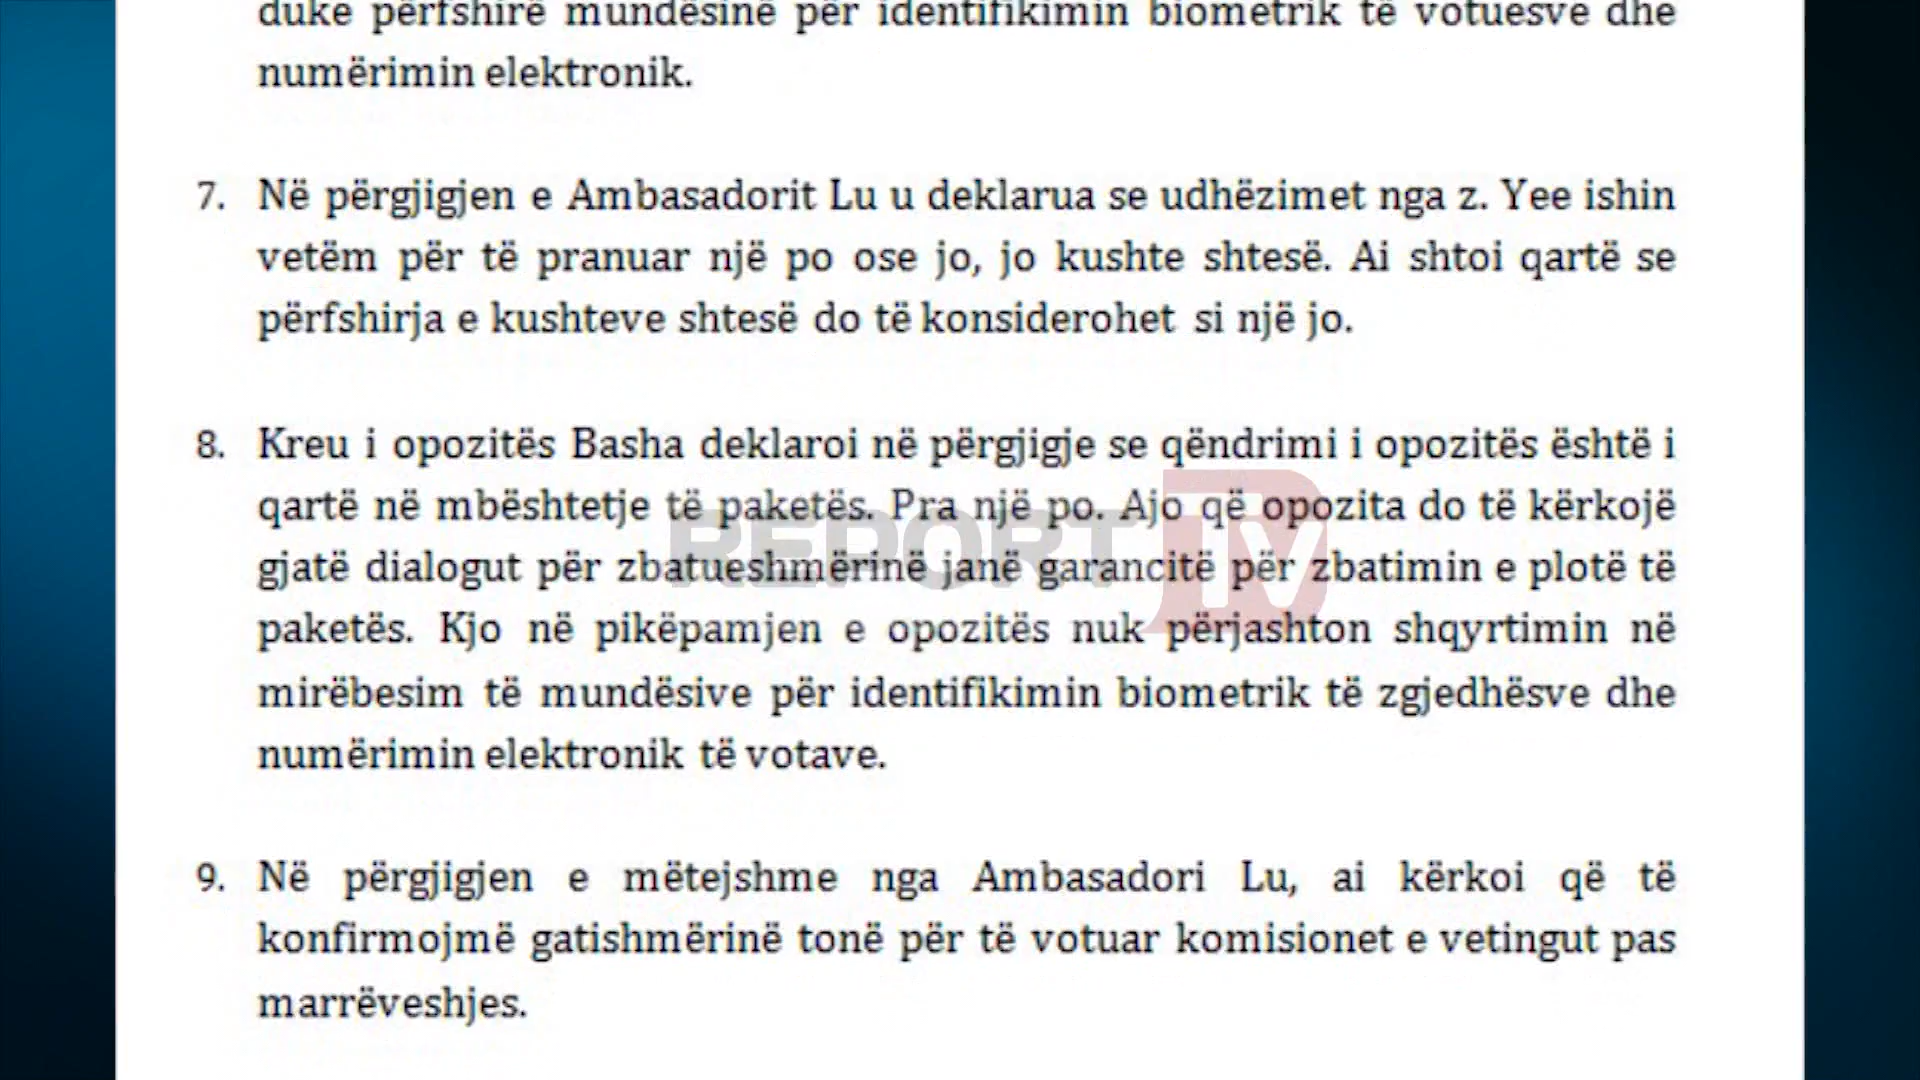 duke përfshirë mundësinë për identifikimin biometrik të votuesve dhe
numërimin elektronik.
7. Në përgjigjen e Ambasadorit Lu u deklarua se udhëzimet nga z. Yee ishin
vetëm për të pranuar një po ose jo, jo kushte shtesë. Ai shtoi qartë se
përfshirja e kushteve shtesë do të konsiderohet si një jo.
8. Kreu i opozitës Basha deklaroi në përgjigje se qëndrimi i opozitës është i
qartë në mbështetje të paketës. Pra një po. Ajo që opozita do të kërkojë
gjatë dialogut për zbatueshmërinë janë garancitë për zbatimin e plotë të
paketës. Kjo në pikëpamjen e opozitës nuk përjashton shqyrtimin në
mirëbesim të mundësive për identifikimin biometrik të zgjedhësve dhe
numërimin elektronik të votave.
9. Në përgjigjen e mëtejshme nga Ambasadori Lu, ai kërkoi që të
konfirmojmë gatishmërinë tonë për të votuar komisionet e vetingut pas
marrëveshjes.
REPORT TV